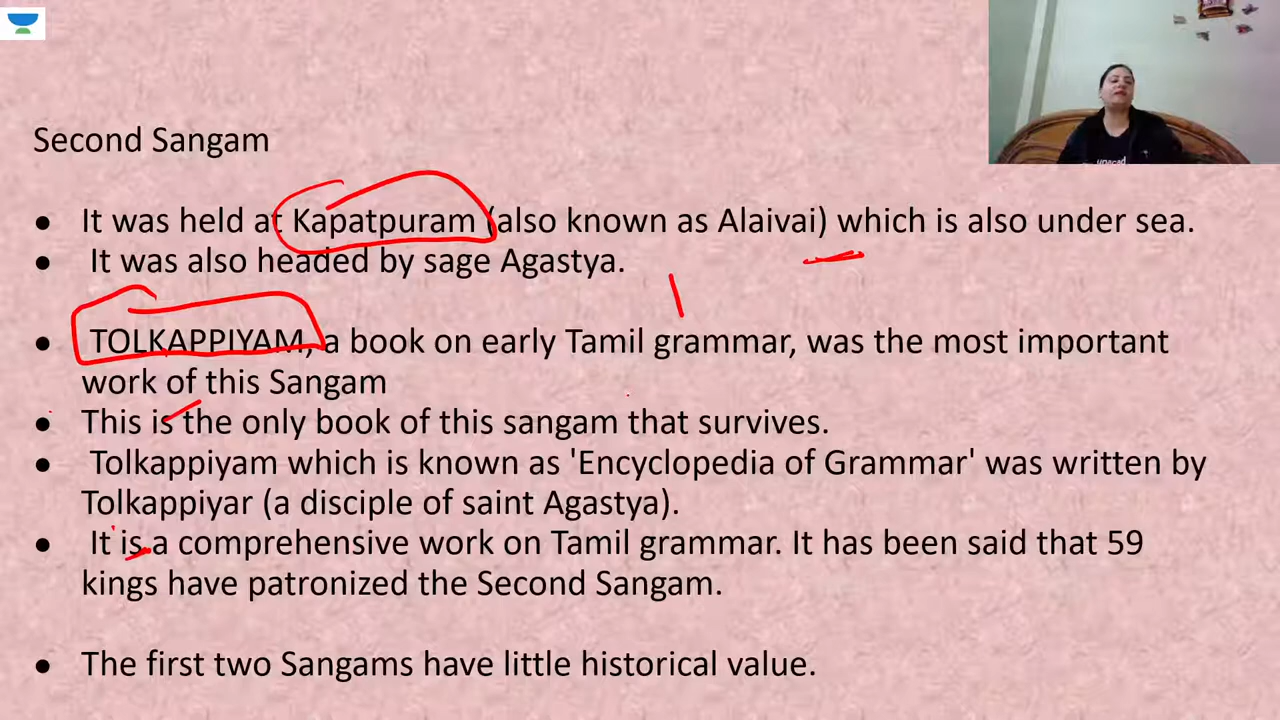 Second Sangam
● It was held at Kapatpuram (also known as Alaivai) which is also under sea.
● It was also headed by sage Agastya.
● TOLKAPPIYAM, a book on early Tamil grammar, was the most important
work of this Sangam
● This is the only book of this sangam that survives.
● Tolkappiyam which is known as 'Encyclopedia of Grammar' was written by
Tolkappiyar (a disciple of saint Agastya).
● It is a comprehensive work on Tamil grammar. It has been said that 59
kings have patronized the Second Sangam.
● The first two Sangams have little historical value.